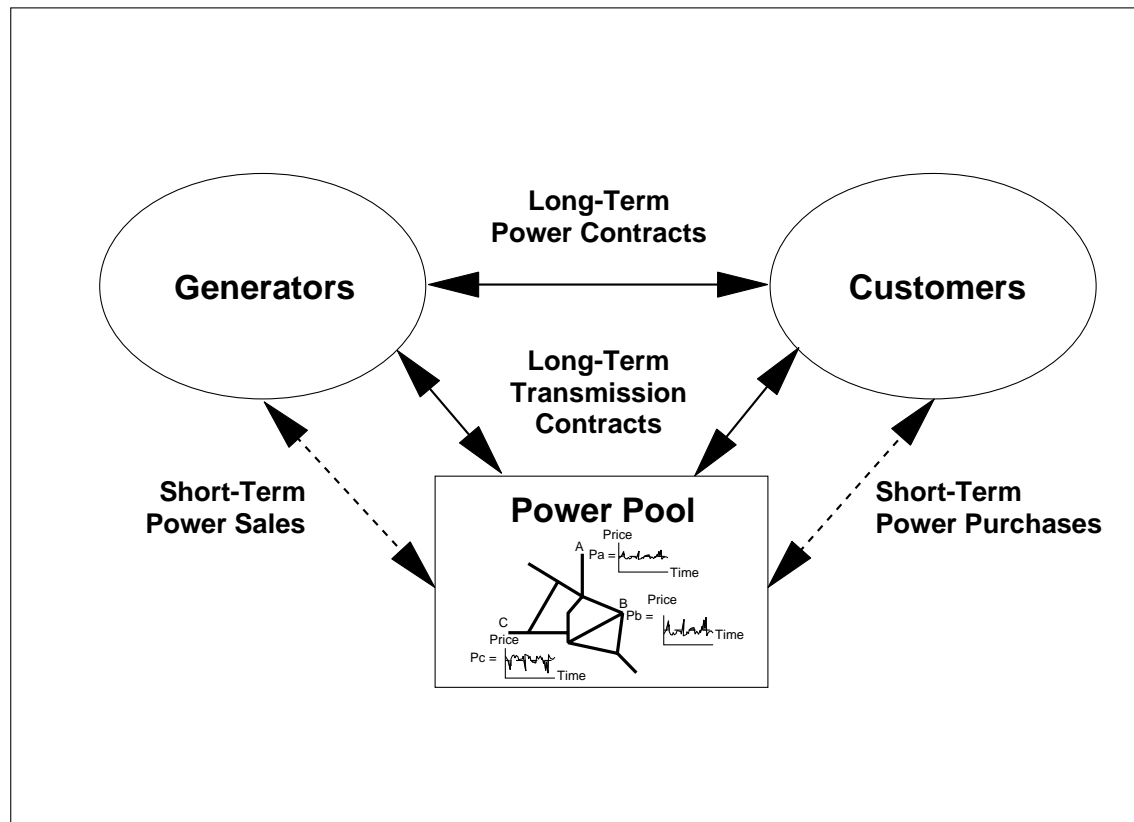 Long-Term
Power Contracts
Generators
Customers
Long-Term
Transmission
Contracts
Short-Term
Power Sales
Short-Term
Power Purchases
Power Pool
Price
A
Pa =
Time
B
Price
Pb =
Time
C
Price
Pc =
Time